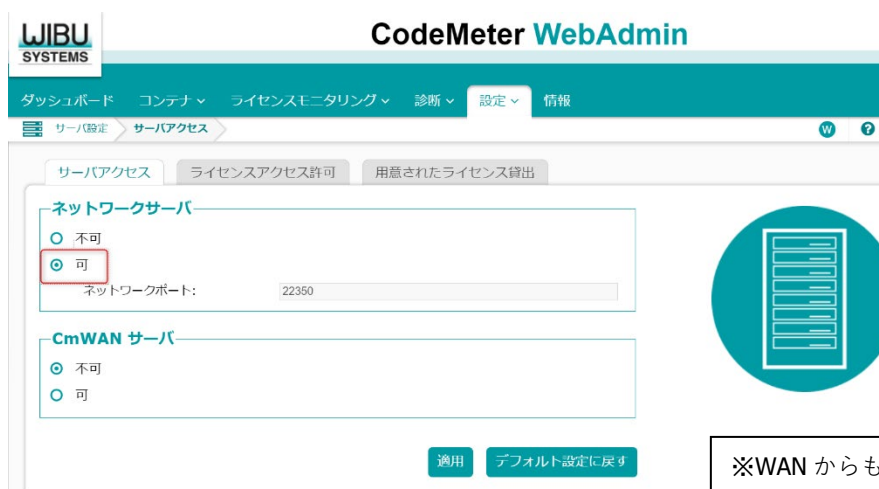 WIBU
SYSTEMS
CodeMeter WebAdmin
ダッシュボード コンテナ ライセンスモニタリング 診断 設定 情報
サーバ設定 サーバアクセス W ?
サーバアクセス ライセンスアクセス許可 用意されたライセンス貸出
ネットワークサーバ
不可
可
ネットワークポート: 22350
CmWAN サーバ
不可
可
適用 デフォルト設定に戻す
※WAN からも